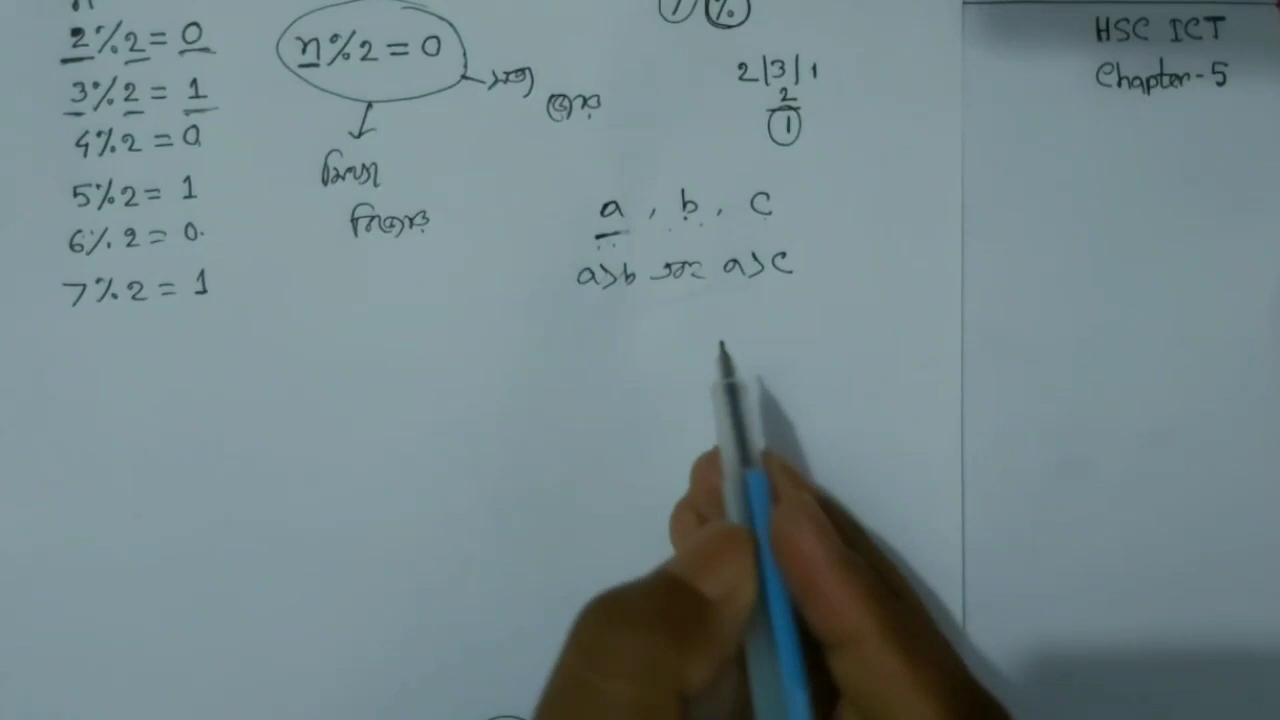 2%2 = 0
3%2 = 1
4%2 = 0
5%2 = 1
6%2 = 0
7%2 = 1
n%2 = 0
সত্য
জোড়
মিথ্যা
বিজোড়
/ %
2|3|1
2
1
a, b, c
a>b এবং a>c
HSC ICT
Chapter-5